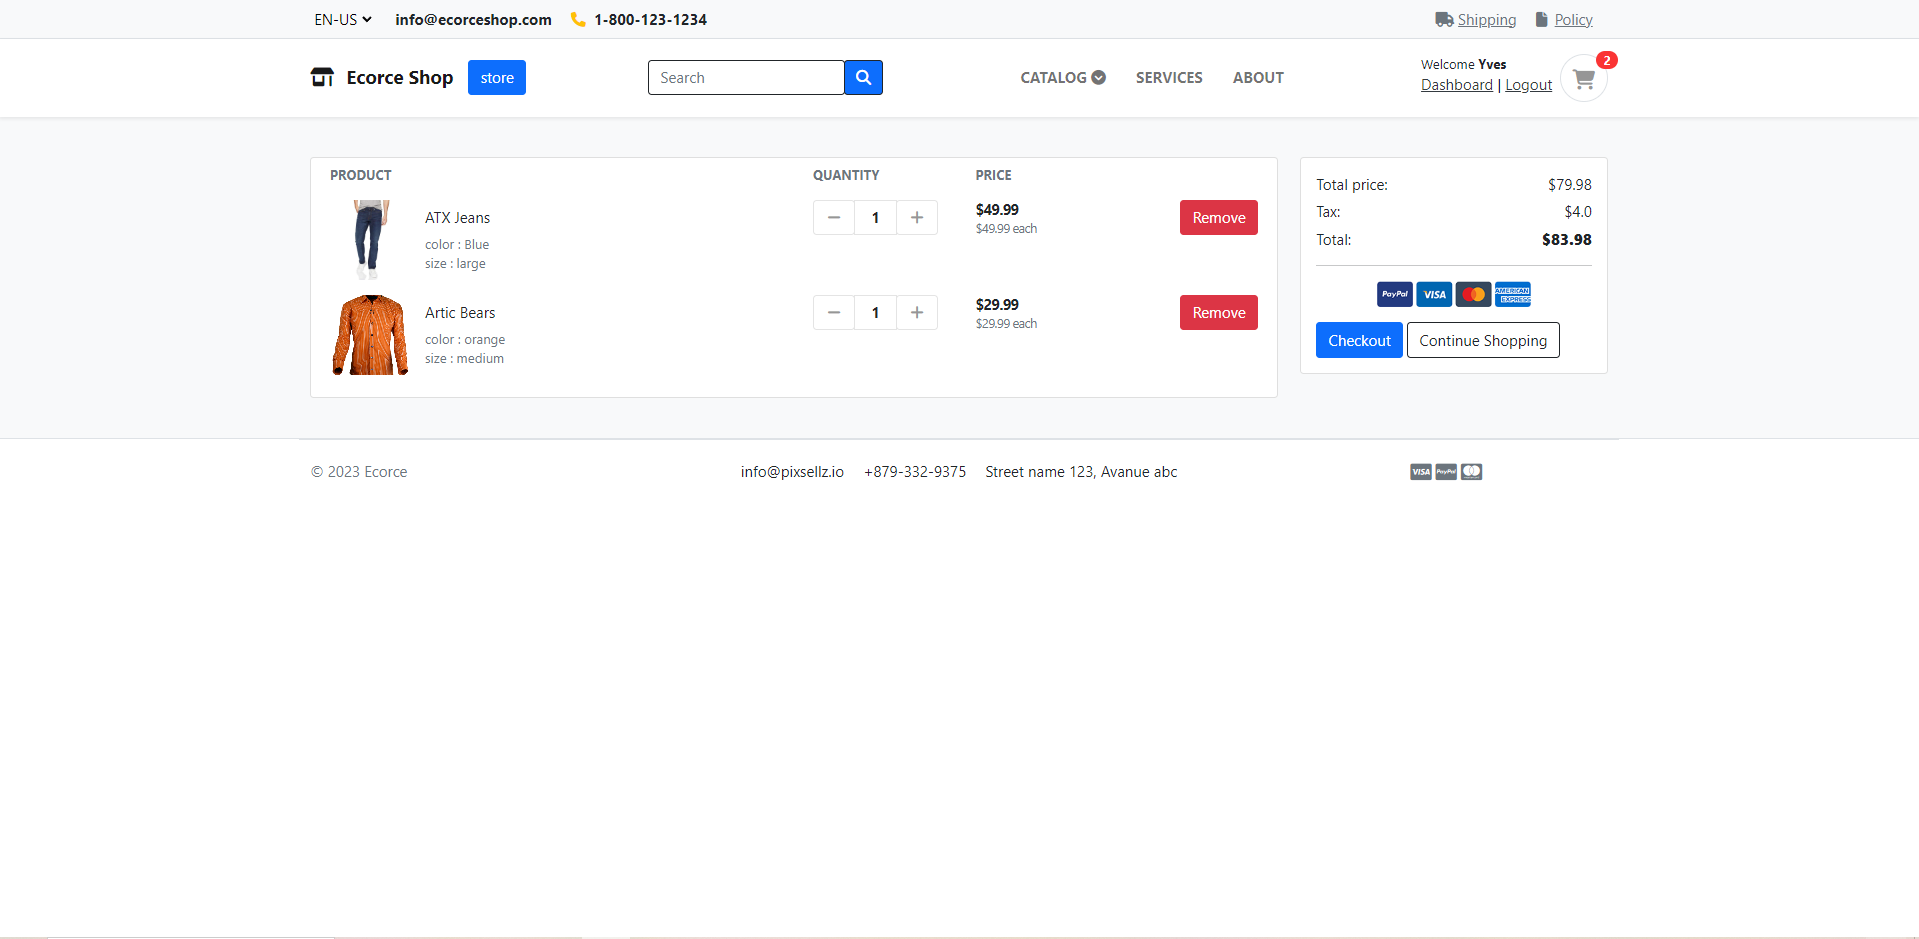 EN-US info@ecorceshop.com 1-800-123-1234 Shipping Policy
Ecorce Shop store Search CATALOG SERVICES ABOUT Welcome Yves 2
Dashboard | Logout
PRODUCT QUANTITY PRICE
ATX Jeans 1 $49.99 Remove
$49.99 each
color : Blue
size : large
Artic Bears 1 $29.99 Remove
$29.99 each
color : orange
size : medium
Total price: $79.98
Tax: $4.0
Total: $83.98
PayPal VISA AMERICAN EXPRESS
Checkout Continue Shopping
© 2023 Ecorce info@pixsellz.io +879-332-9375 Street name 123, Avanue abc VISA PayPal